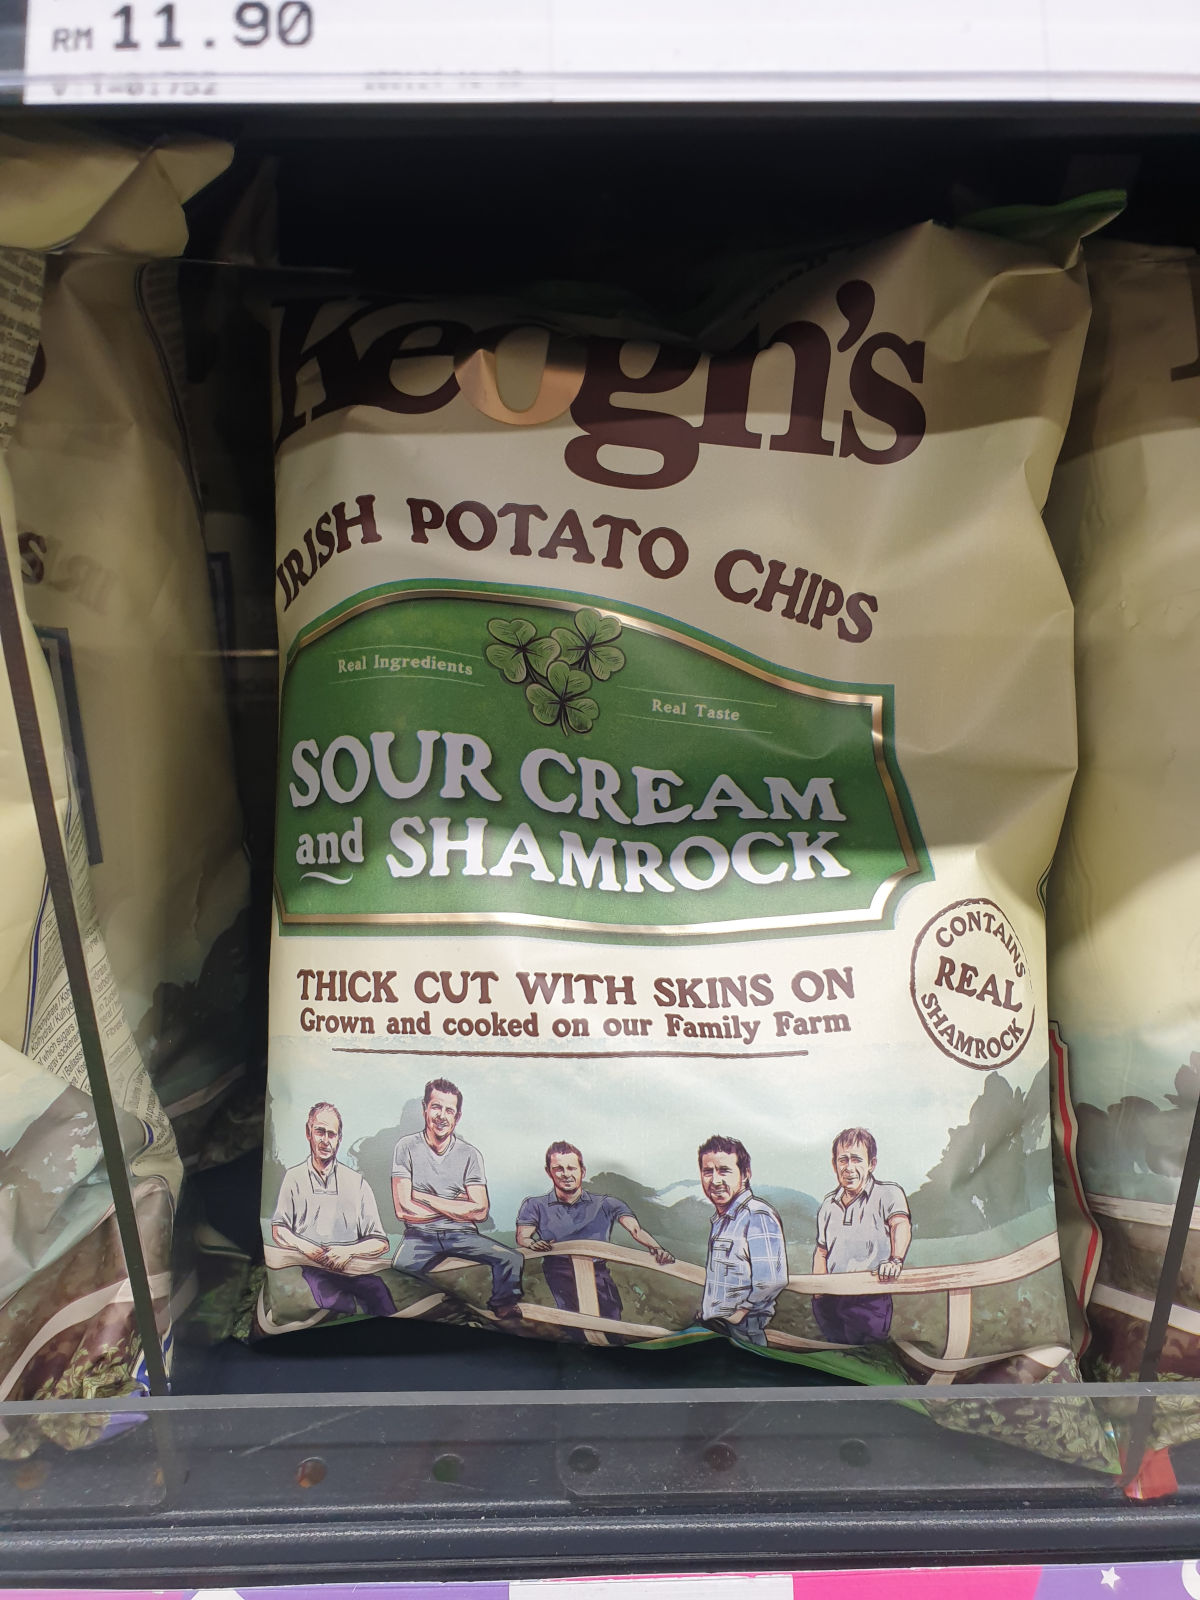 RM 11.90
Keogh's
IRISH POTATO CHIPS
Real Ingredients
Real Taste
SOUR CREAM
and SHAMROCK
CONTAINS
REAL
SHAMROCK
THICK CUT WITH SKINS ON
Grown and cooked on our Family Farm